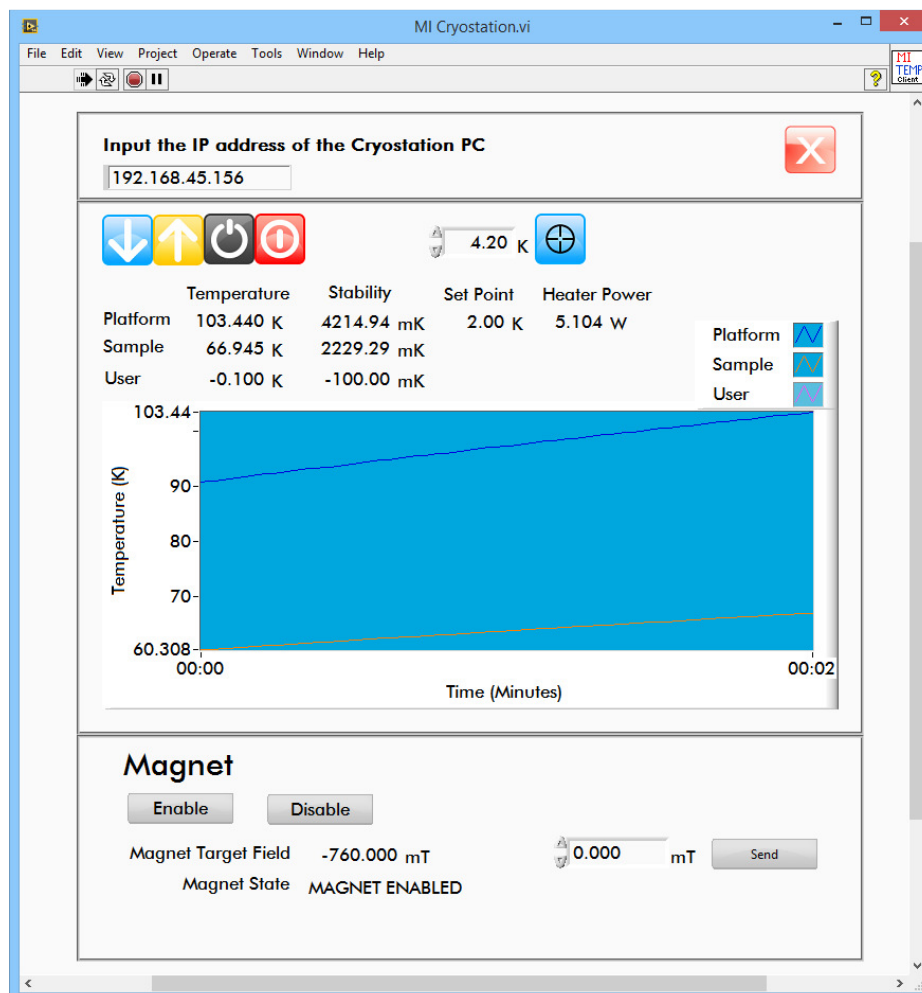 MI Cryostation.vi
File Edit View Project Operate Tools Window Help
MI
TEMP
Client
Input the IP address of the Cryostation PC
192.168.45.156
4.20 K
Temperature Stability Set Point Heater Power
Platform 103.440 K 4214.94 mK 2.00 K 5.104 W
Sample 66.945 K 2229.29 mK
User -0.100 K -100.00 mK
Platform
Sample
User
103.44
90
80
70
60.308
Temperature (K)
00:00 00:02
Time (Minutes)
Magnet
Enable Disable
Magnet Target Field -760.000 mT 0.000 mT Send
Magnet State MAGNET ENABLED